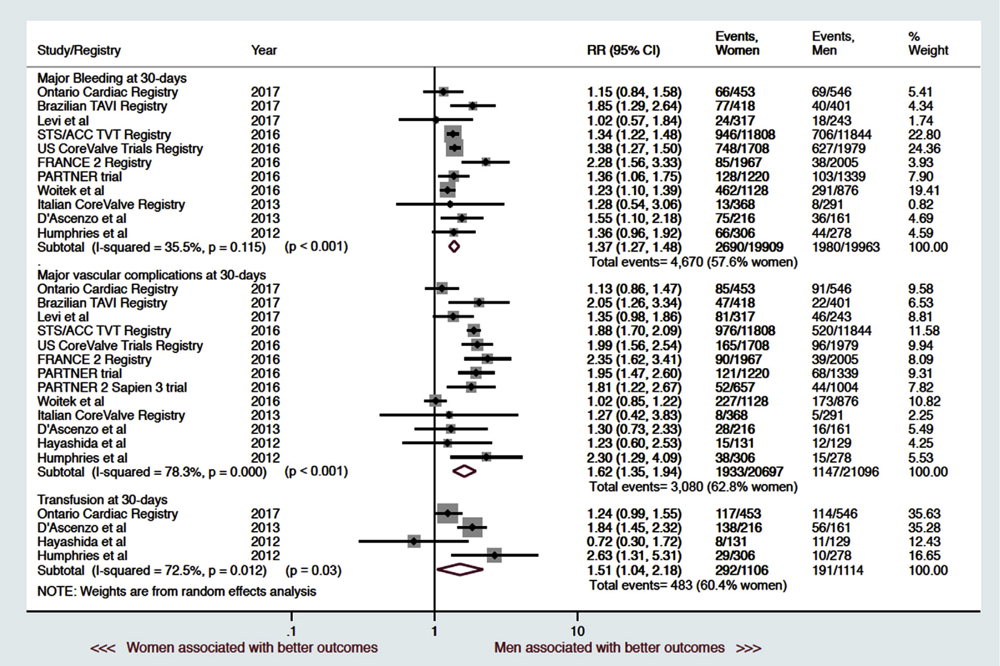 Study/Registry Year RR (95% CI) Events, Women Events, Men % Weight
Major Bleeding at 30-days
Ontario Cardiac Registry 2017 1.15 (0.84, 1.58) 66/453 69/546 5.41
Brazilian TAVI Registry 2017 1.85 (1.29, 2.64) 77/418 40/401 4.34
Levi et al 2017 1.02 (0.57, 1.84) 24/317 18/243 1.74
STS/ACC TVT Registry 2016 1.34 (1.22, 1.48) 946/11808 706/11844 22.80
US CoreValve Trials Registry 2016 1.38 (1.27, 1.50) 748/1708 627/1979 24.36
FRANCE 2 Registry 2016 2.28 (1.56, 3.33) 85/1967 38/2005 3.93
PARTNER trial 2016 1.36 (1.06, 1.75) 128/1220 103/1339 7.90
Woitek et al 2016 1.23 (1.10, 1.39) 462/1128 291/876 19.41
Italian CoreValve Registry 2013 1.28 (0.54, 3.06) 13/368 8/291 0.82
D'Ascenzo et al 2013 1.55 (1.10, 2.18) 75/216 36/161 4.69
Humphries et al 2012 1.36 (0.96, 1.92) 66/306 44/278 4.59
Subtotal (I-squared = 35.5%, p = 0.115) (p < 0.001) 1.37 (1.27, 1.48) 2690/19909 1980/19963 100.00
. Total events= 4,670 (57.6% women)
Major vascular complications at 30-days
Ontario Cardiac Registry 2017 1.13 (0.86, 1.47) 85/453 91/546 9.58
Brazilian TAVI Registry 2017 2.05 (1.26, 3.34) 47/418 22/401 6.53
Levi et al 2017 1.35 (0.98, 1.86) 81/317 46/243 8.81
STS/ACC TVT Registry 2016 1.88 (1.70, 2.09) 976/11808 520/11844 11.58
US CoreValve Trials Registry 2016 1.99 (1.56, 2.54) 165/1708 96/1979 9.94
FRANCE 2 Registry 2016 2.35 (1.62, 3.41) 90/1967 39/2005 8.09
PARTNER trial 2016 1.95 (1.47, 2.60) 121/1220 68/1339 9.31
PARTNER 2 Sapien 3 trial 2016 1.81 (1.22, 2.67) 52/657 44/1004 7.82
Woitek et al 2016 1.02 (0.85, 1.22) 227/1128 173/876 10.82
Italian CoreValve Registry 2013 1.27 (0.42, 3.83) 8/368 5/291 2.25
D'Ascenzo et al 2013 1.30 (0.73, 2.33) 28/216 16/161 5.49
Hayashida et al 2012 1.23 (0.60, 2.53) 15/131 12/129 4.25
Humphries et al 2012 2.30 (1.29, 4.09) 38/306 15/278 5.53
Subtotal (I-squared = 78.3%, p = 0.000) (p < 0.001) 1.62 (1.35, 1.94) 1933/20697 1147/21096 100.00
Total events= 3,080 (62.8% women)
Transfusion at 30-days
Ontario Cardiac Registry 2017 1.24 (0.99, 1.55) 117/453 114/546 35.63
D'Ascenzo et al 2013 1.84 (1.45, 2.32) 138/216 56/161 35.28
Hayashida et al 2012 0.72 (0.30, 1.72) 8/131 11/129 12.43
Humphries et al 2012 2.63 (1.31, 5.31) 29/306 10/278 16.65
Subtotal (I-squared = 72.5%, p = 0.012) (p = 0.03) 1.51 (1.04, 2.18) 292/1106 191/1114 100.00
Total events= 483 (60.4% women)
NOTE: Weights are from random effects analysis
.1 1 10
<<< Women associated with better outcomes Men associated with better outcomes >>>